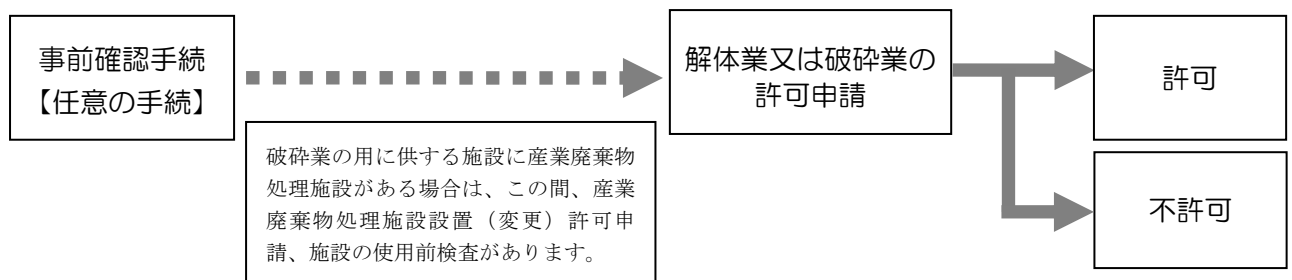 事前確認手続
【任意の手続】
破砕業の用に供する施設に産業廃棄物
処理施設がある場合は、この間、産業
廃棄物処理施設設置（変更）許可申
請、施設の使用前検査があります。
解体業又は破砕業の
許可申請
許可
不許可